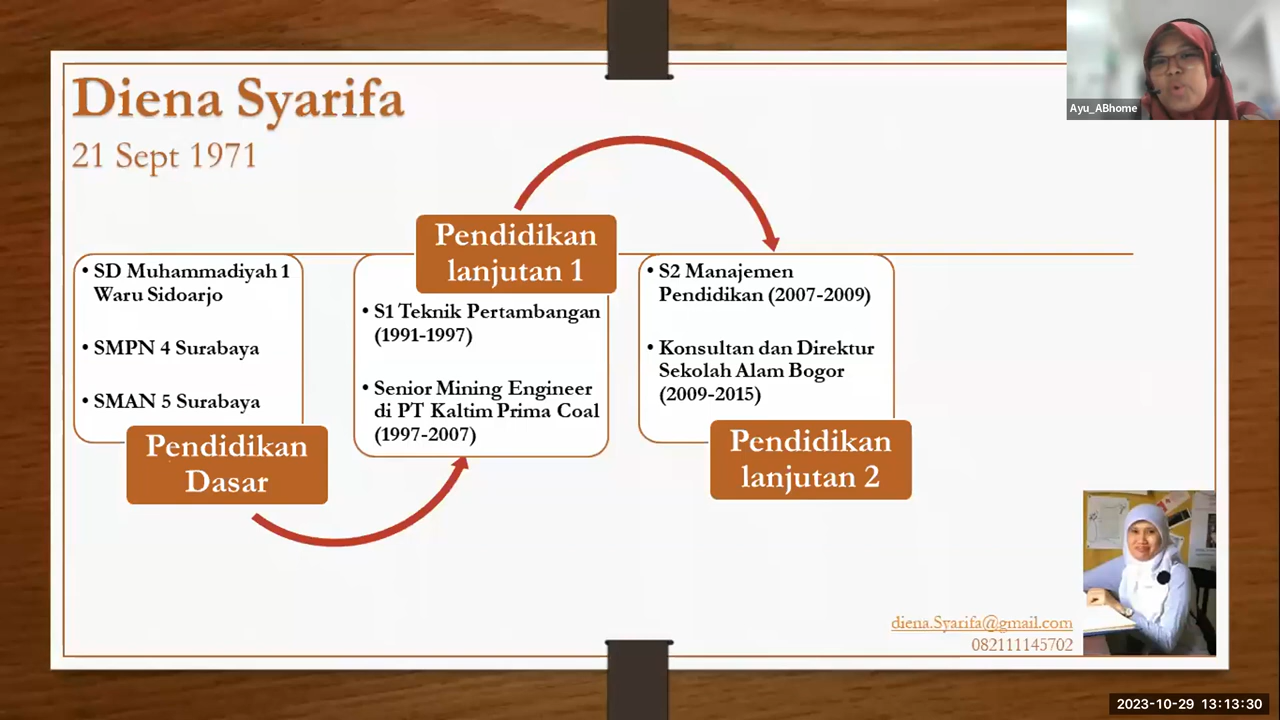 Diena Syarifa
21 Sept 1971
Ayu_ABhome
• SD Muhammadiyah 1
Waru Sidoarjo
• SMPN 4 Surabaya
• SMAN 5 Surabaya
Pendidikan
Dasar
Pendidikan
lanjutan 1
• S1 Teknik Pertambangan
(1991-1997)
• Senior Mining Engineer
di PT Kaltim Prima Coal
(1997-2007)
• S2 Manajemen
Pendidikan (2007-2009)
• Konsultan dan Direktur
Sekolah Alam Bogor
(2009-2015)
Pendidikan
lanjutan 2
diena.Syarifa@gmail.com
082111145702
2023-10-29 13:13:30